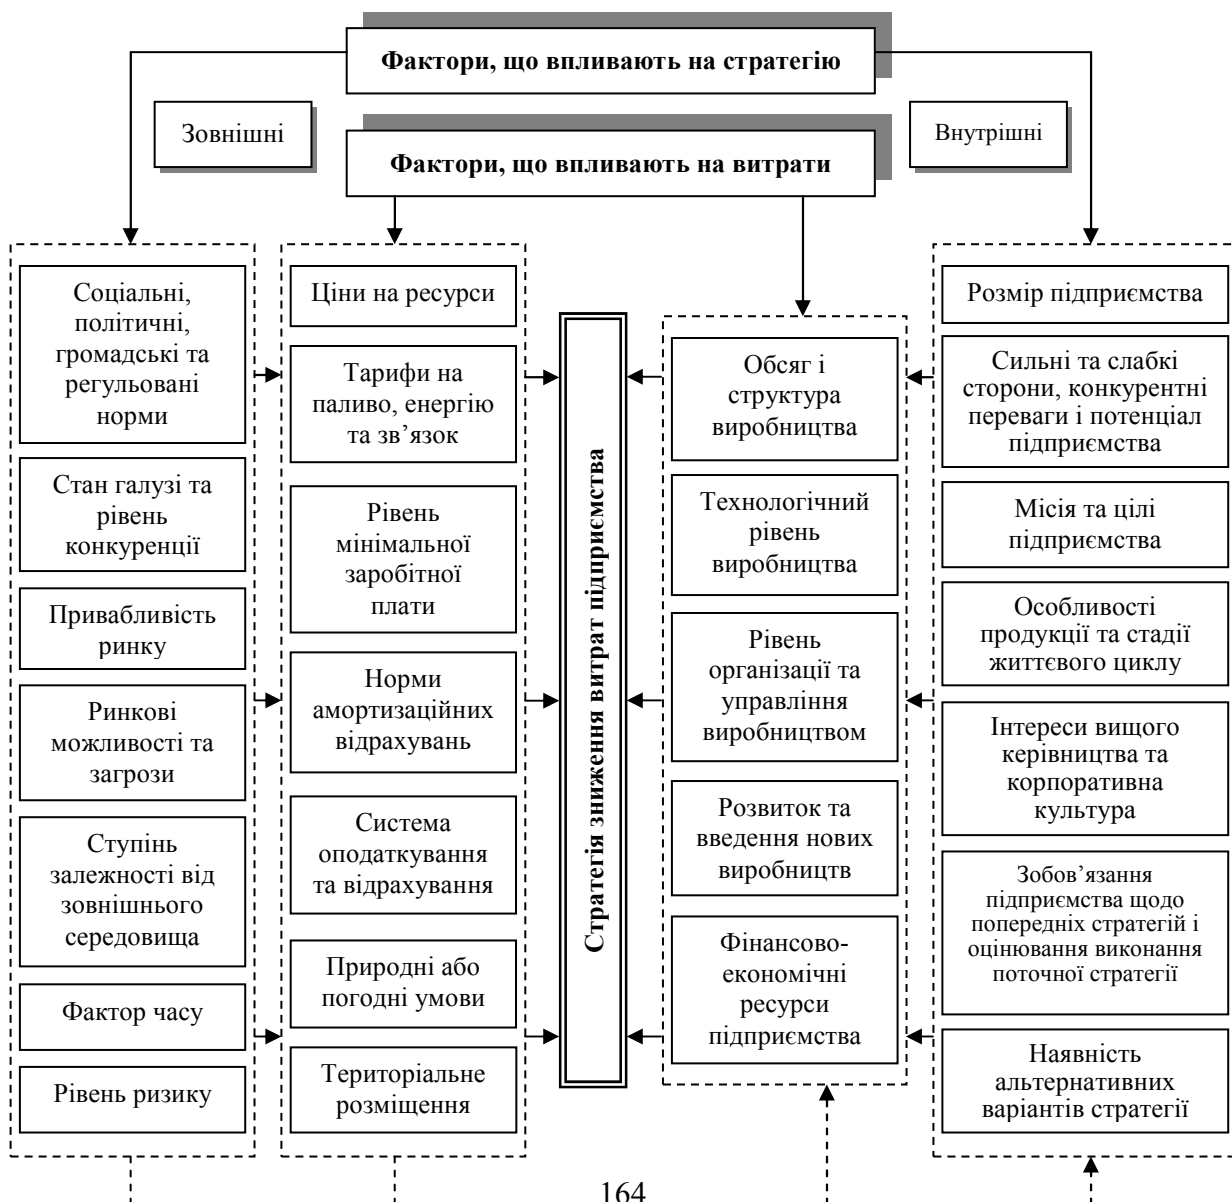 Фактори, що впливають на стратегію
Зовнішні
Внутрішні
Фактори, що впливають на витрати
Соціальні,
політичні,
громадські та
регульовані
норми
Стан галузі та
рівень
конкуренції
Привабливість
ринку
Ринкові
можливості та
загрози
Ступінь
залежності від
зовнішнього
середовища
Фактор часу
Рівень ризику
Ціни на ресурси
Тарифи на
паливо, енергію
та зв’язок
Рівень
мінімальної
заробітної
плати
Норми
амортизаційних
відрахувань
Система
оподаткування
та відрахування
Природні або
погодні умови
Територіальне
розміщення
Стратегія зниження витрат підприємства
Обсяг і
структура
виробництва
Технологічний
рівень
виробництва
Рівень
організації та
управління
виробництвом
Розвиток та
введення нових
виробництв
Фінансово-
економічні
ресурси
підприємства
Розмір підприємства
Сильні та слабкі
сторони, конкурентні
переваги і потенціал
підприємства
Місія та цілі
підприємства
Особливості
продукції та стадії
життєвого циклу
Інтереси вищого
керівництва та
корпоративна
культура
Зобов’язання
підприємства щодо
попередніх стратегій і
оцінювання виконання
поточної стратегії
Наявність
альтернативних
варіантів стратегії
164